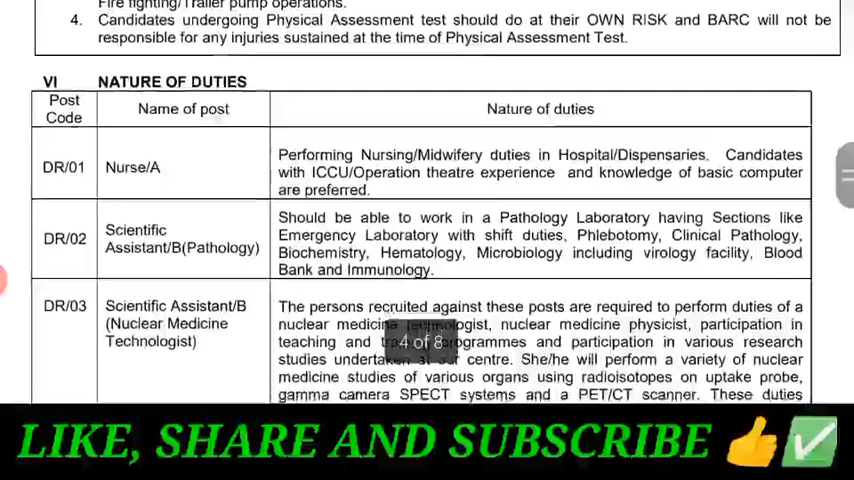 Fire fighting/Trailer pump operations.
4. Candidates undergoing Physical Assessment test should do at their OWN RISK and BARC will not be
responsible for any injuries sustained at the time of Physical Assessment Test.
VI NATURE OF DUTIES
Post
Code
Name of post
Nature of duties
DR/01
Nurse/A
Performing Nursing/Midwifery duties in Hospital/Dispensaries. Candidates
with ICCU/Operation theatre experience and knowledge of basic computer
are preferred.
DR/02
Scientific
Assistant/B(Pathology)
Should be able to work in a Pathology Laboratory having Sections like
Emergency Laboratory with shift duties, Phlebotomy, Clinical Pathology,
Biochemistry, Hematology, Microbiology including virology facility, Blood
Bank and Immunology.
DR/03
Scientific Assistant/B
(Nuclear Medicine
Technologist)
The persons recruited against these posts are required to perform duties of a
nuclear medicine technologist, nuclear medicine physicist, participation in
teaching and programmes and participation in various research
studies undertaken at centre. She/he will perform a variety of nuclear
medicine studies of various organs using radioisotopes on uptake probe,
gamma camera SPECT systems and a PET/CT scanner. These duties
4 of 8
LIKE, SHARE AND SUBSCRIBE